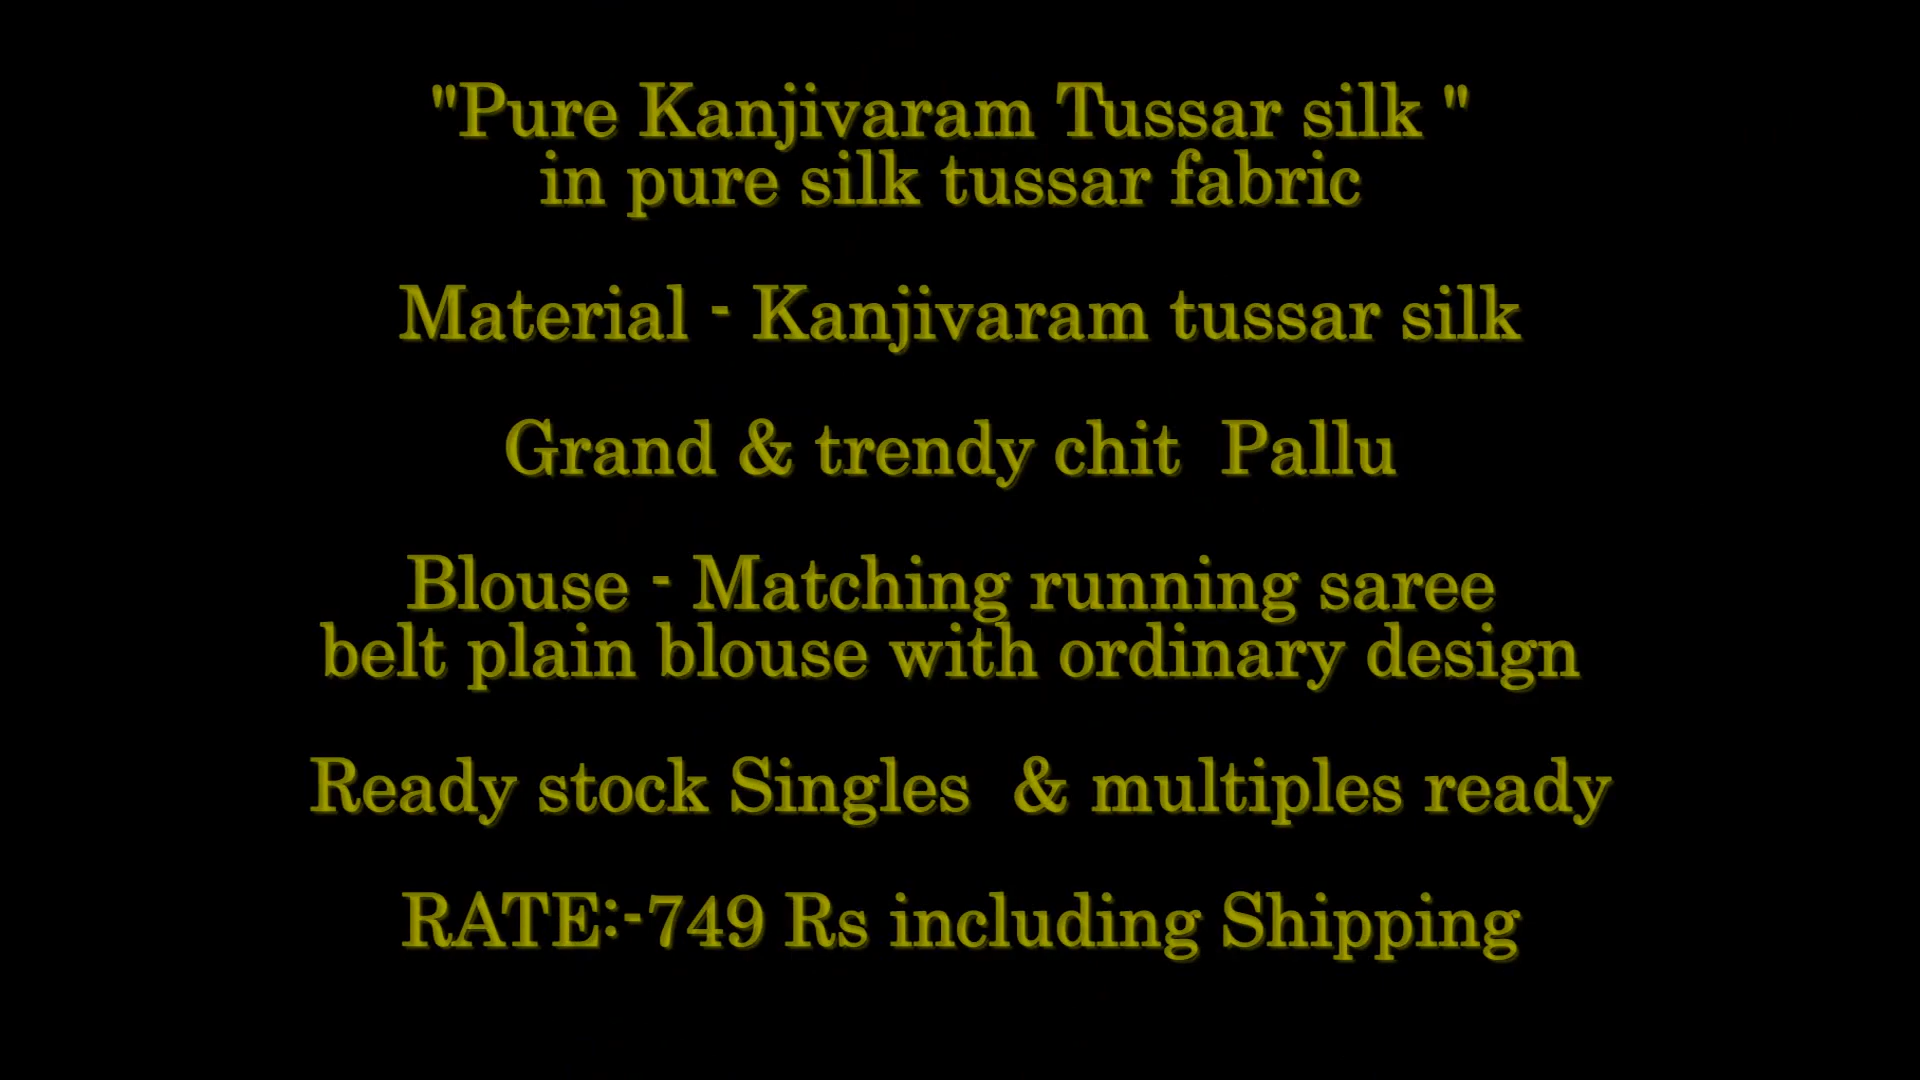 "Pure Kanjivaram Tussar silk "
in pure silk tussar fabric
Material - Kanjivaram tussar silk
Grand & trendy chit  Pallu
Blouse - Matching running saree
belt plain blouse with ordinary design
Ready stock Singles  & multiples ready
RATE:-749 Rs including Shipping